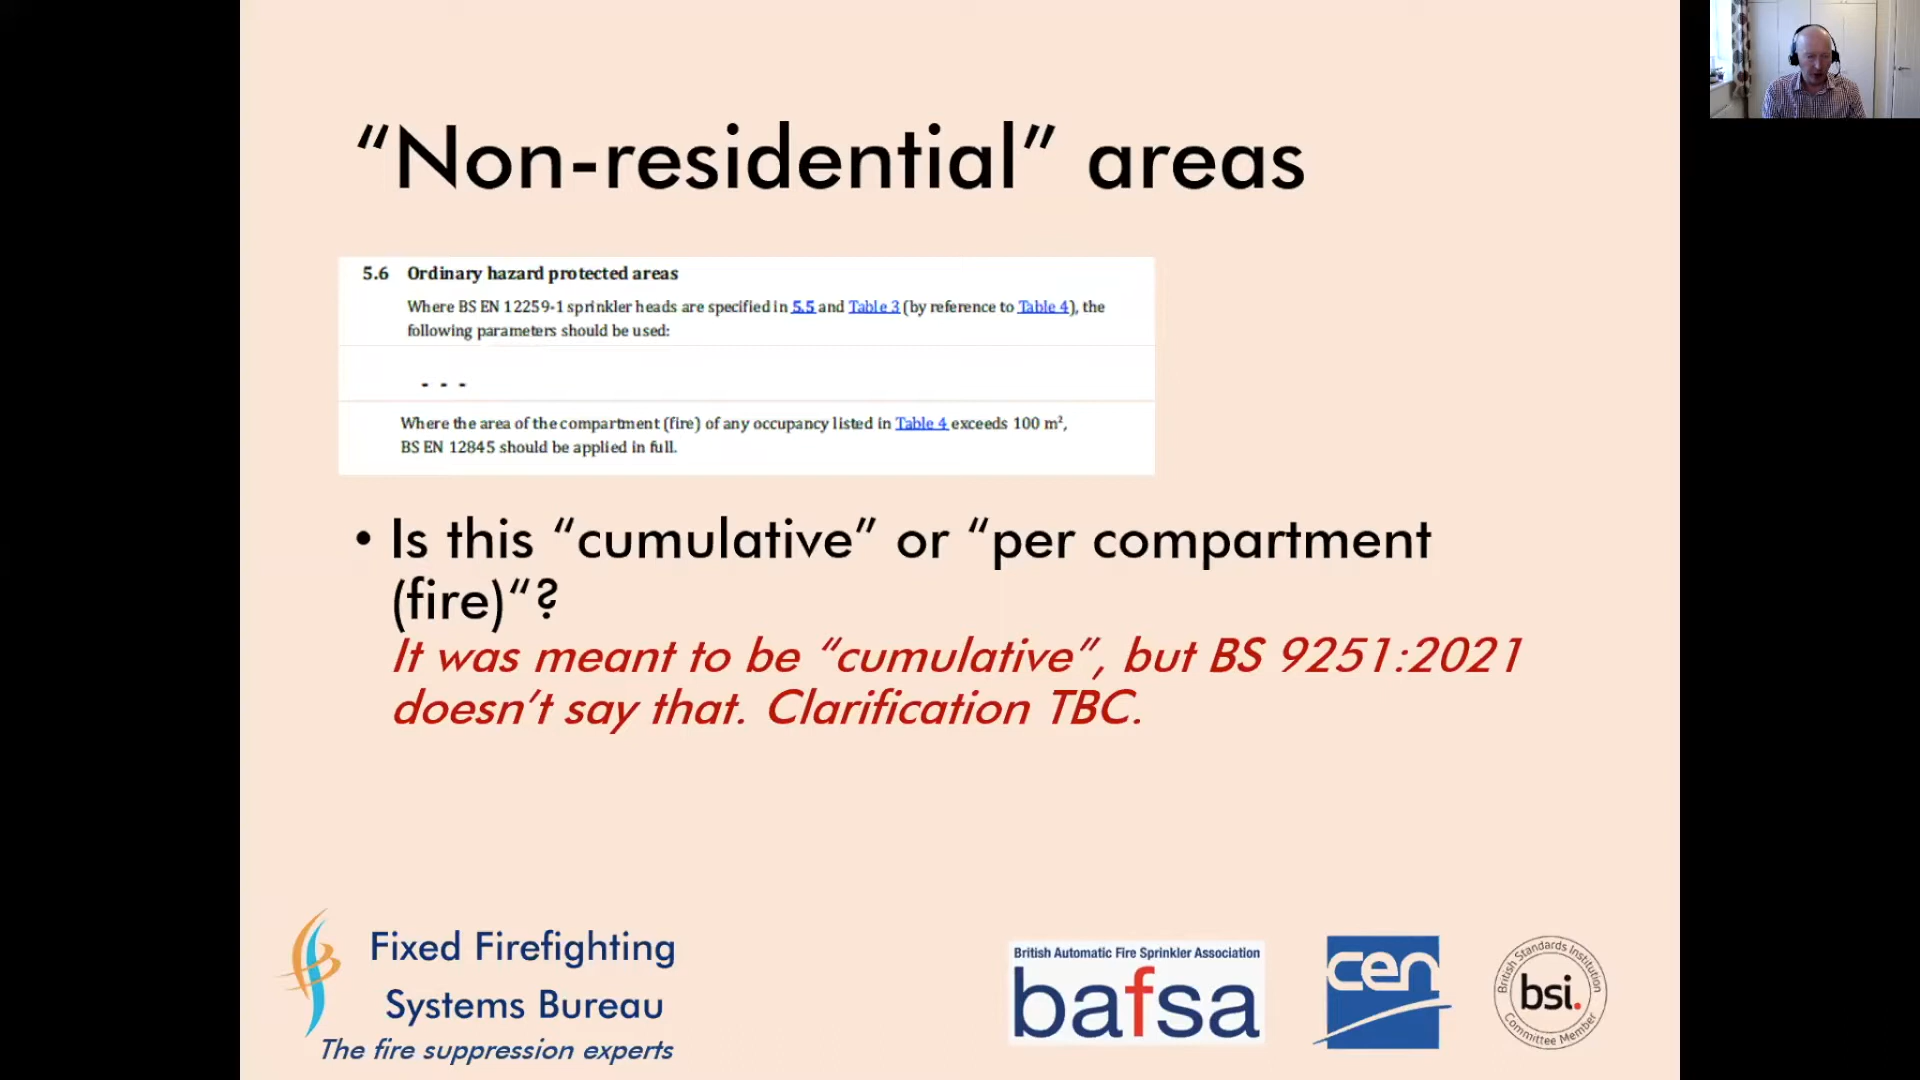 “Non-residential” areas
5.6 Ordinary hazard protected areas
Where BS EN 12259-1 sprinkler heads are specified in 5.5 and Table 3 (by reference to Table 4), the
following parameters should be used:
- - -
Where the area of the compartment (fire) of any occupancy listed in Table 4 exceeds 100 m²,
BS EN 12845 should be applied in full.
• Is this “cumulative” or “per compartment
(fire)“?
It was meant to be “cumulative”, but BS 9251:2021
doesn’t say that. Clarification TBC.
Fixed Firefighting
Systems Bureau
The fire suppression experts
British Automatic Fire Sprinkler Association
bafsa
cen
British Standards Institution
bsi.
Committee Member